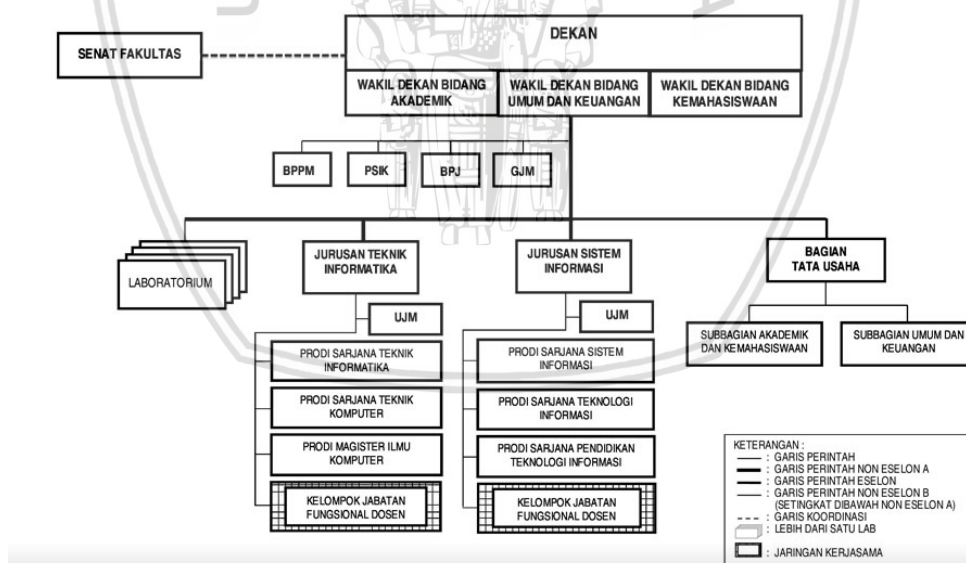 DEKAN
SENAT FAKULTAS
WAKIL DEKAN BIDANG
AKADEMIK
WAKIL DEKAN BIDANG
UMUM DAN KEUANGAN
WAKIL DEKAN BIDANG
KEMAHASISWAAN
BPPM
PSIK
BPJ
GJM
LABORATORIUM
JURUSAN TEKNIK
INFORMATIKA
JURUSAN SISTEM
INFORMASI
BAGIAN
TATA USAHA
UJM
UJM
PRODI SARJANA TEKNIK
INFORMATIKA
PRODI SARJANA TEKNIK
KOMPUTER
PRODI MAGISTER ILMU
KOMPUTER
KELOMPOK JABATAN
FUNGSIONAL DOSEN
PRODI SARJANA SISTEM
INFORMASI
PRODI SARJANA TEKNOLOGI
INFORMASI
PRODI SARJANA PENDIDIKAN
TEKNOLOGI INFORMASI
KELOMPOK JABATAN
FUNGSIONAL DOSEN
SUBBAGIAN AKADEMIK
DAN KEMAHASISWAAN
SUBBAGIAN UMUM DAN
KEUANGAN
KETERANGAN :
: GARIS PERINTAH
: GARIS PERINTAH NON ESELON A
: GARIS PERINTAH ESELON
: GARIS PERINTAH NON ESELON B
(SETINGKAT DIBAWAH NON ESELON A)
: GARIS KOORDINASI
: LEBIH DARI SATU LAB
: JARINGAN KERJASAMA